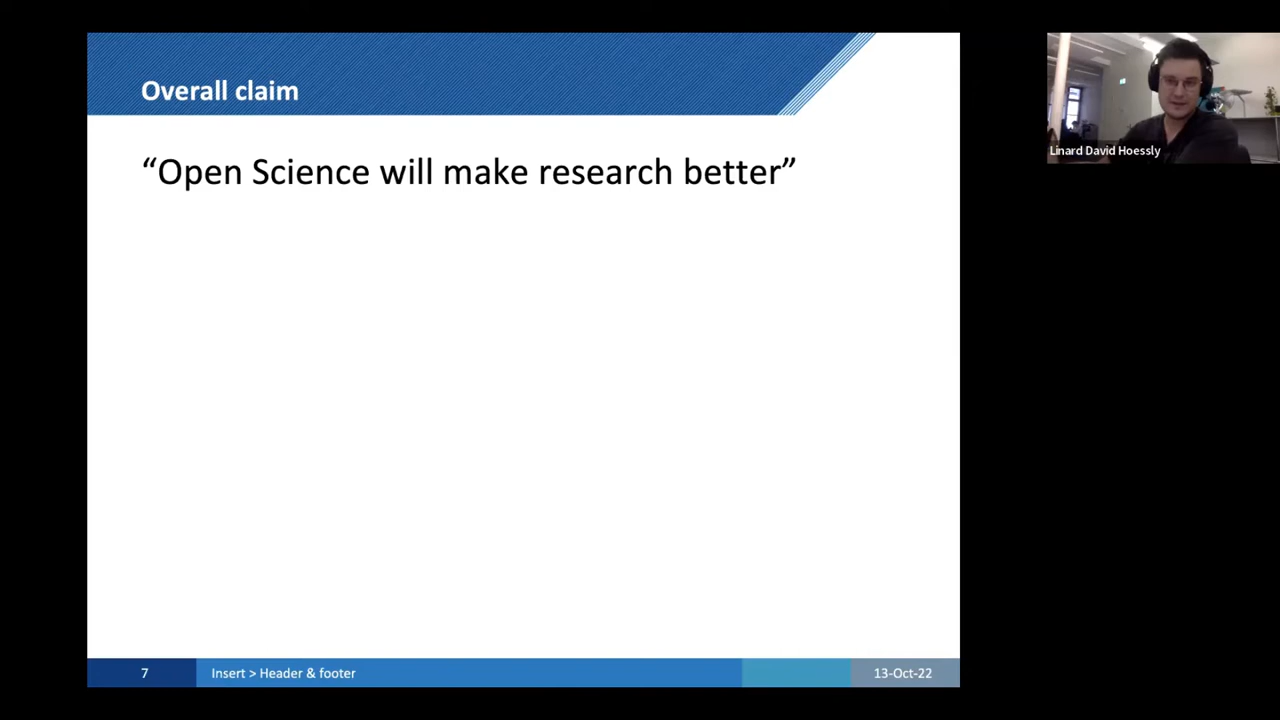 Overall claim
“Open Science will make research better”
Linard David Hoessly
7
Insert > Header & footer
13-Oct-22